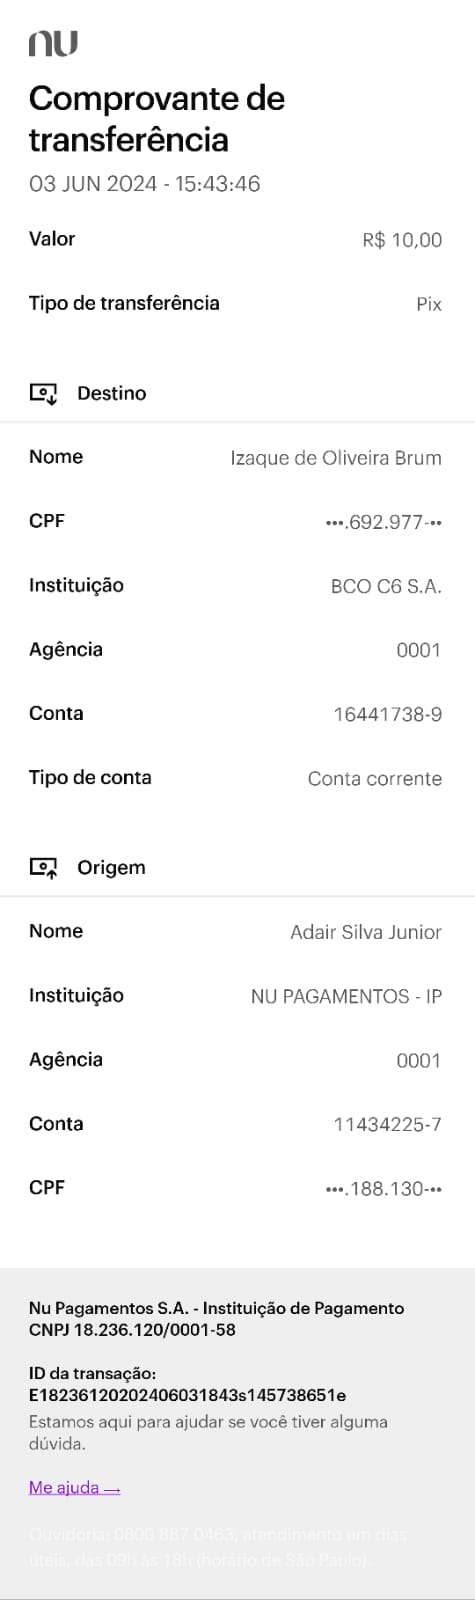 nu
Comprovante de
transferência
03 JUN 2024 - 15:43:46
Valor R$ 10,00
Tipo de transferência Pix
Destino
Nome Izaque de Oliveira Brum
CPF •••.692.977-••
Instituição BCO C6 S.A.
Agência 0001
Conta 16441738-9
Tipo de conta Conta corrente
Origem
Nome Adair Silva Junior
Instituição NU PAGAMENTOS - IP
Agência 0001
Conta 11434225-7
CPF •••.188.130-••
Nu Pagamentos S.A. - Instituição de Pagamento
CNPJ 18.236.120/0001-58
ID da transação:
E18236120202406031843s145738651e
Estamos aqui para ajudar se você tiver alguma
dúvida.
Me ajuda →
Ouvidoria: 0800 887 0463, atendimento em dias
úteis, das 09h às 18h (horário de São Paulo).